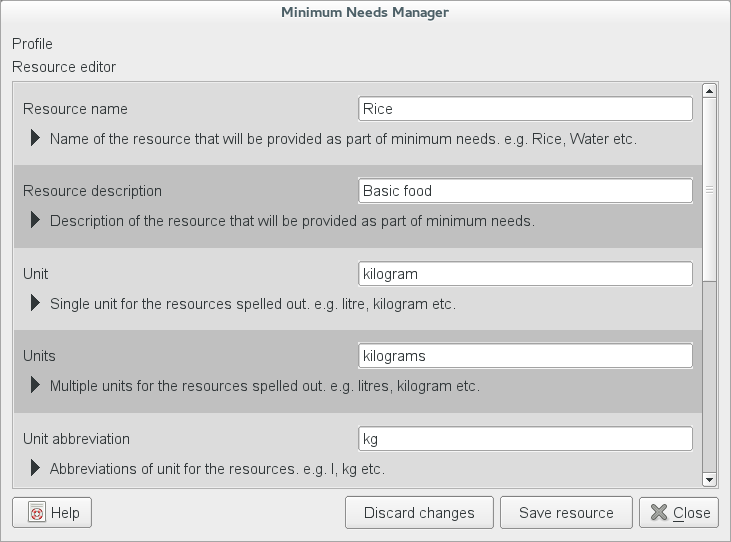 Minimum Needs Manager
Profile
Resource editor
Resource name Rice
Name of the resource that will be provided as part of minimum needs. e.g. Rice, Water etc.
Resource description Basic food
Description of the resource that will be provided as part of minimum needs.
Unit kilogram
Single unit for the resources spelled out. e.g. litre, kilogram etc.
Units kilograms
Multiple units for the resources spelled out. e.g. litres, kilogram etc.
Unit abbreviation kg
Abbreviations of unit for the resources. e.g. l, kg etc.
Help Discard changes Save resource Close